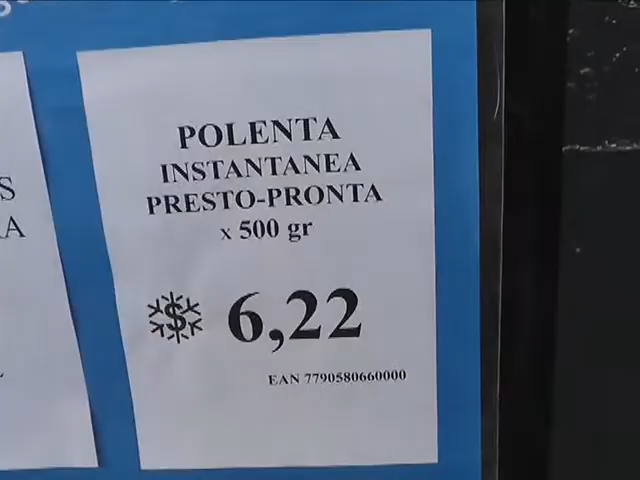 POLENTA
INSTANTANEA
PRESTO-PRONTA
x 500 gr
$ 6,22
EAN 7790580660000